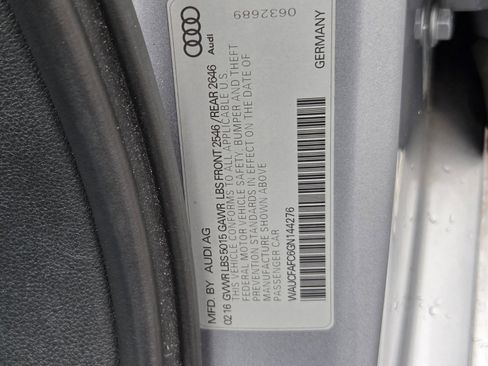 MFD. BY AUDI AG
02 16 GVWR LBS 5015 GAWR LBS FRONT 2546 / REAR 2646
THIS VEHICLE CONFORMS TO ALL APPLICABLE U.S.
FEDERAL MOTOR VEHICLE SAFETY, BUMPER AND THEFT
PREVENTION STANDARDS IN EFFECT ON THE DATE OF
MANUFACTURE SHOWN ABOVE
PASSENGER CAR
WAUCFAFC6GN144276
GERMANY
Audi
0632689